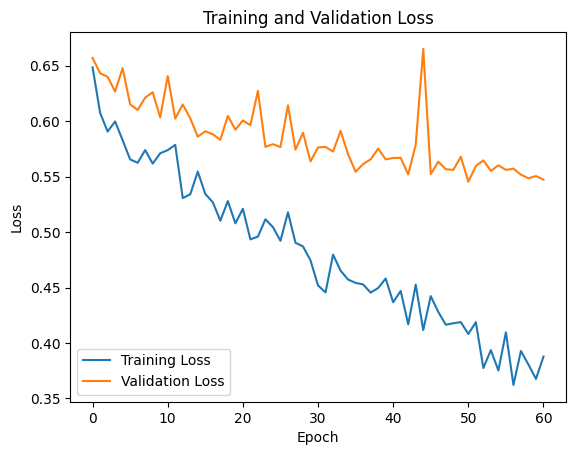 Training and Validation Loss
Loss
0.65
0.60
0.55
0.50
0.45
0.40
0.35
Training Loss
Validation Loss
0 10 20 30 40 50 60
Epoch